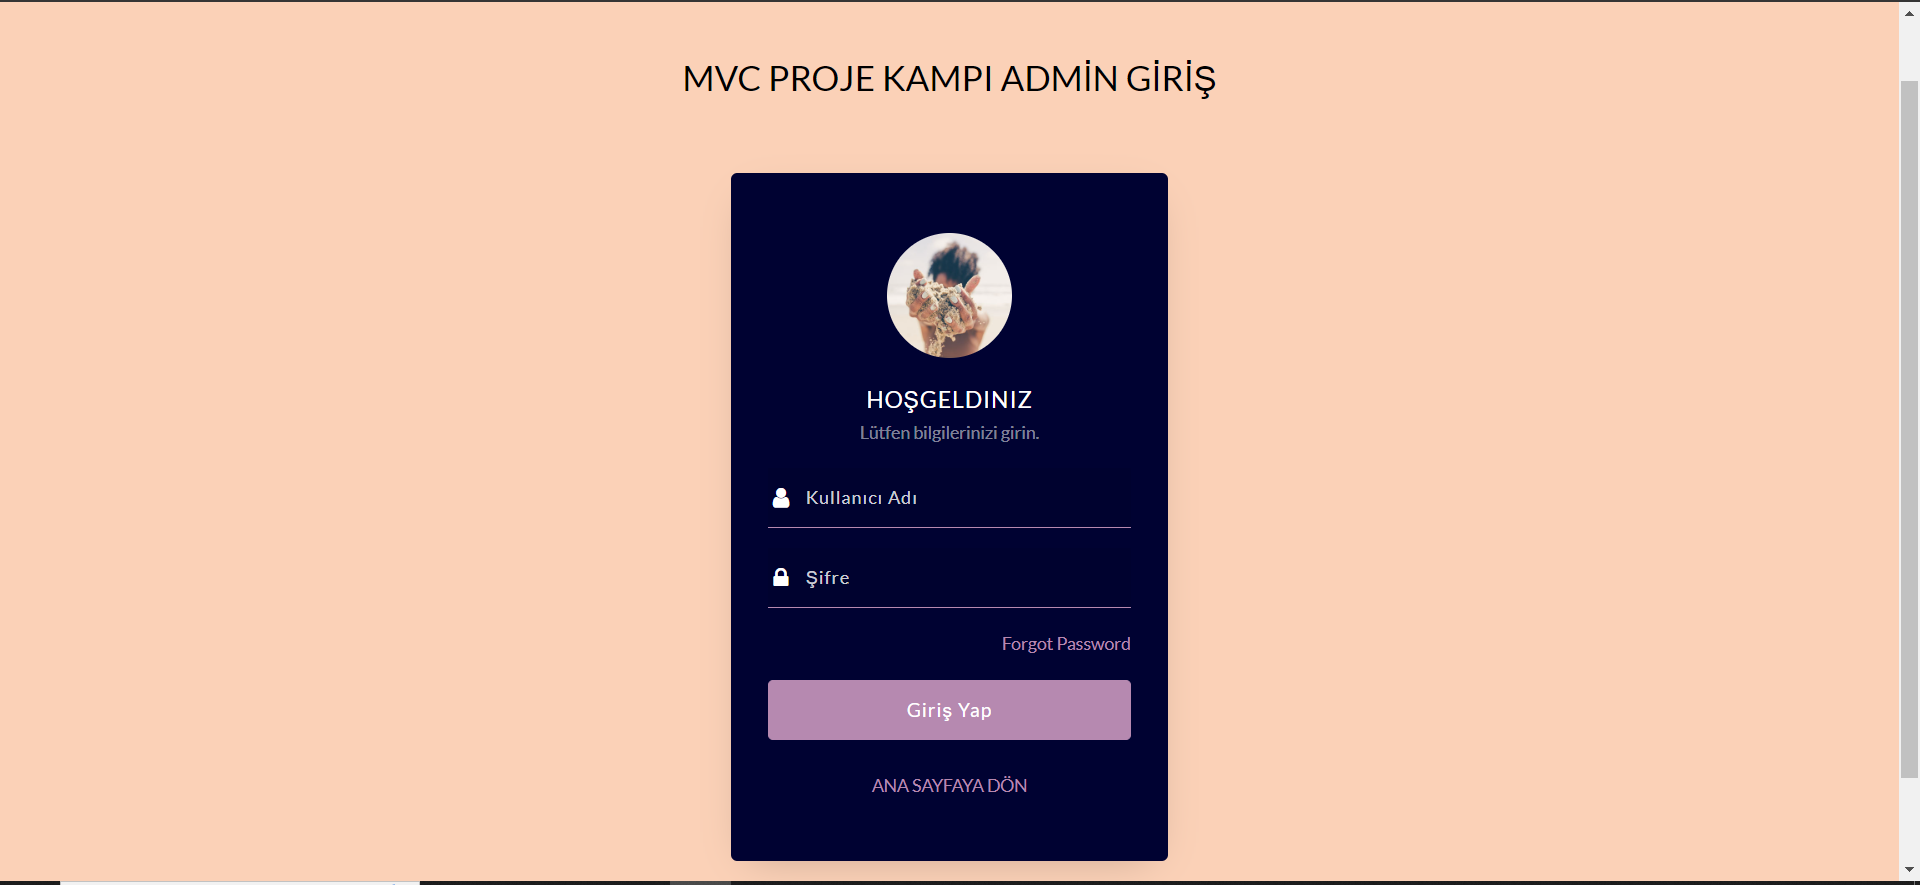 MVC PROJE KAMPI ADMİN GİRİŞ
HOŞGELDINIZ
Lütfen bilgilerinizi girin.
Kullanıcı Adı
Şifre
Forgot Password
Giriş Yap
ANA SAYFAYA DÖN